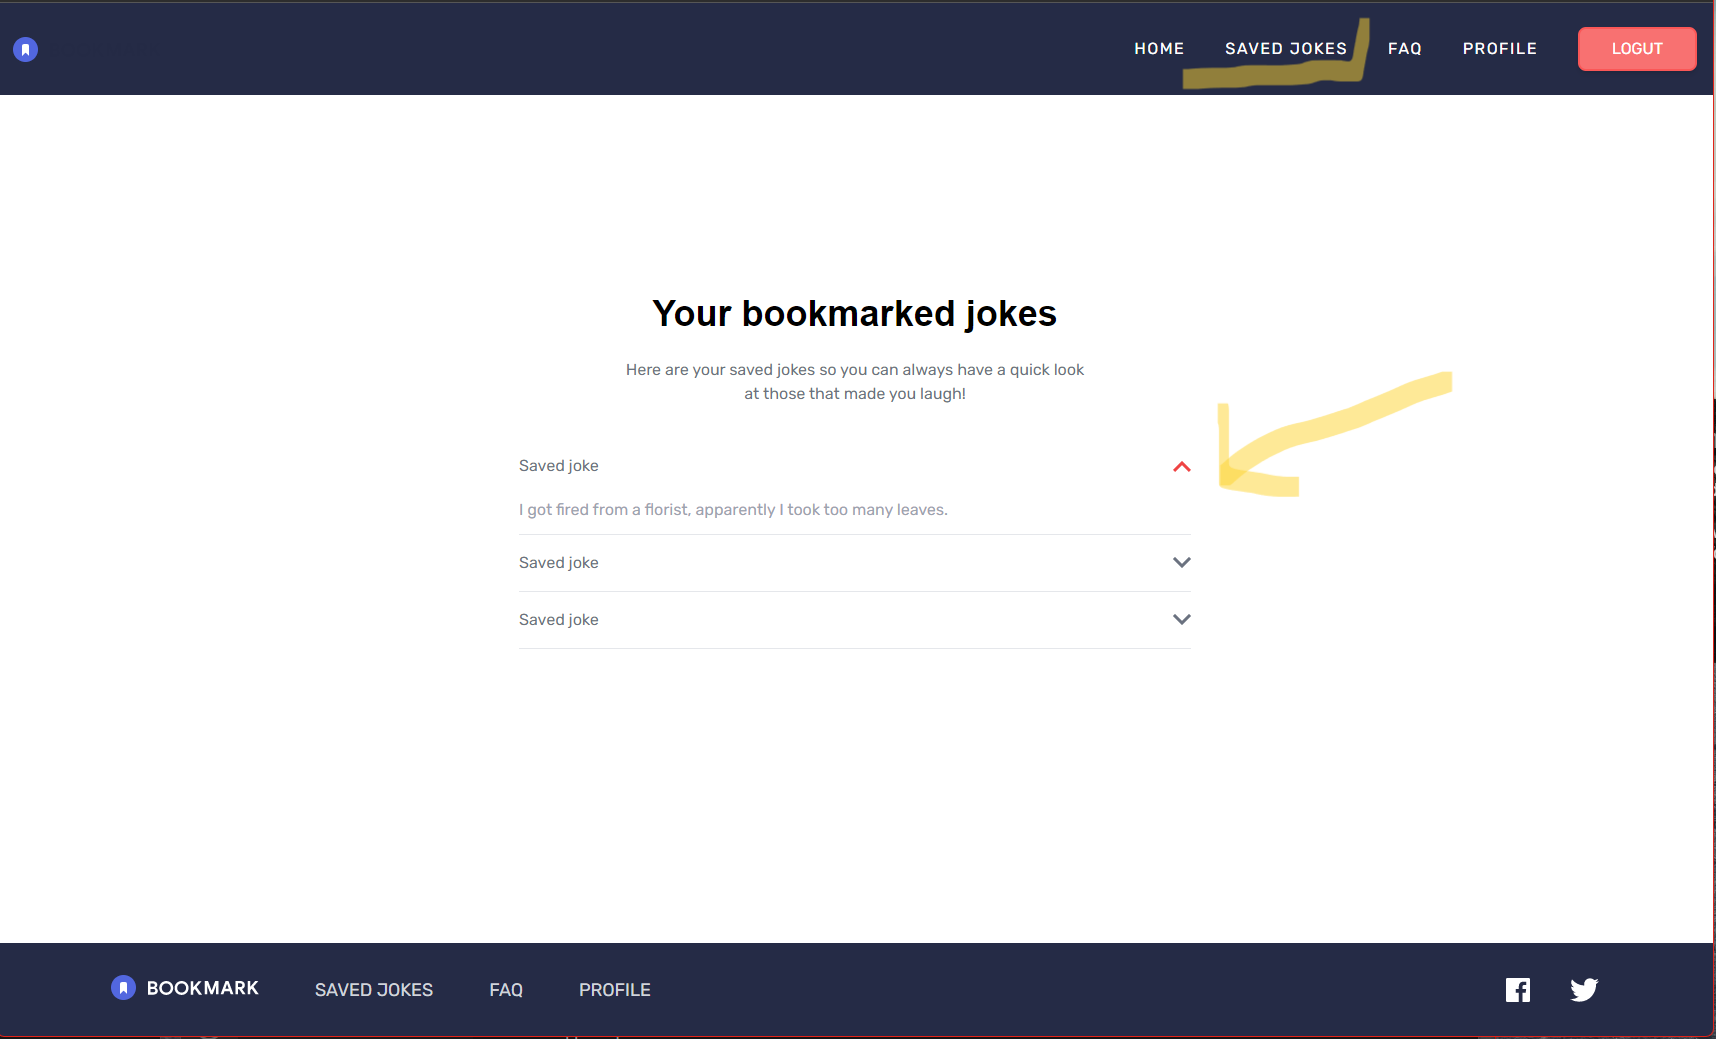 HOME SAVED JOKES FAQ PROFILE LOGUT
Your bookmarked jokes
Here are your saved jokes so you can always have a quick look
at those that made you laugh!
Saved joke
I got fired from a florist, apparently I took too many leaves.
Saved joke
Saved joke
BOOKMARK SAVED JOKES FAQ PROFILE